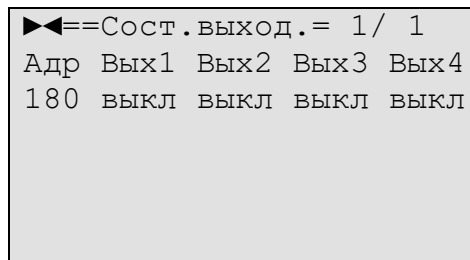 ►◄==Сост.выход.= 1/ 1
Адр Вых1 Вых2 Вых3 Вых4
180 выкл выкл выкл выкл